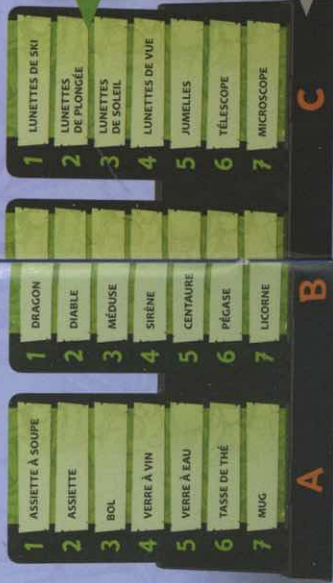 A
1 ASSIETTE À SOUPE
2 ASSIETTE
3 BOL
4 VERRE À VIN
5 VERRE À EAU
6 TASSE DE THÉ
7 MUG
B
1 DRAGON
2 DIABLE
3 MÉDUSE
4 SIRÈNE
5 CENTAURE
6 PÉGASE
7 LICORNE
C
1 LUNETTES DE SKI
2 LUNETTES
DE PLONGÉE
3 LUNETTES
DE SOLEIL
4 LUNETTES DE VUE
5 JUMELLES
6 TÉLESCOPE
7 MICROSCOPE